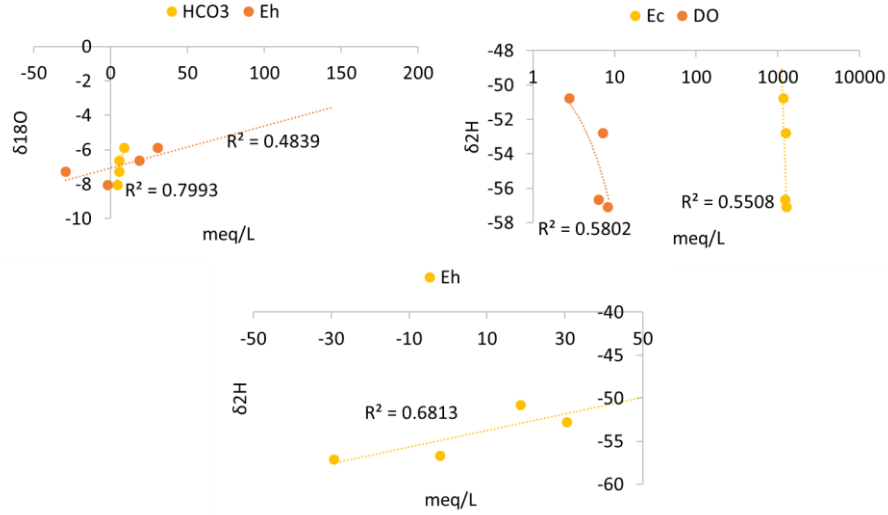 HCO3 Eh
0
-50 0 50 100 150 200
-2
-4
-6
-8
-10
δ18O
R² = 0.4839
R² = 0.7993
meq/L
Ec DO
-48
1 10 100 1000 10000
-50
-52
-54
-56
-58
δ2H
R² = 0.5508
R² = 0.5802
meq/L
Eh
-40
-50 -30 -10 10 30 50
-45
-50
-55
-60
δ2H
R² = 0.6813
meq/L